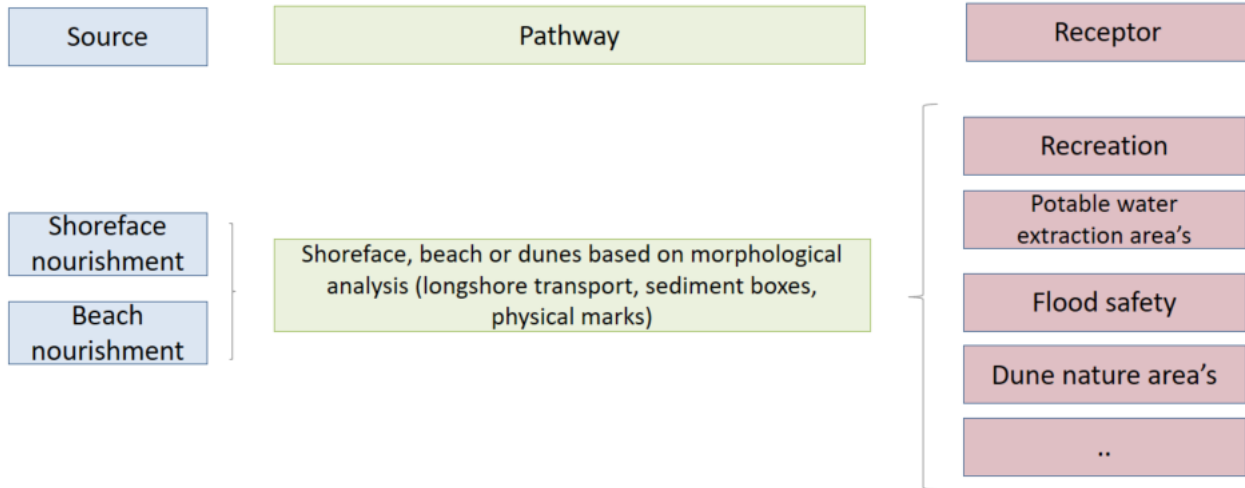 Source
Pathway
Receptor
Recreation
Potable water
extraction area's
Shoreface
nourishment
Shoreface, beach or dunes based on morphological
analysis (longshore transport, sediment boxes,
physical marks)
Flood safety
Beach
nourishment
Dune nature area's
..